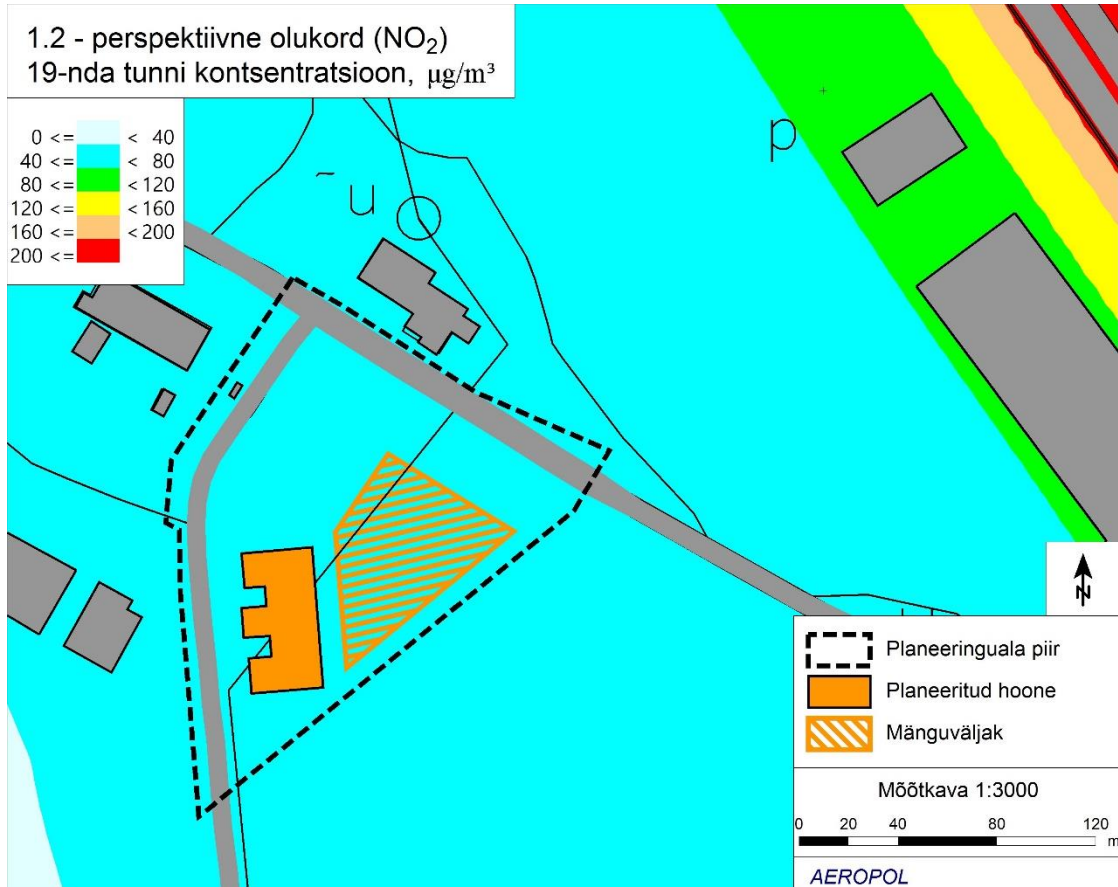 1.2 - perspektiivne olukord (NO₂)
19-nda tunni kontsentratsioon, µg/m³
0 <= < 40
40 <= < 80
80 <= < 120
120 <= < 160
160 <= < 200
200 <=
~u
p
N
Planeeringuala piir
Planeeritud hoone
Mänguväljak
Mõõtkava 1:3000
0 20 40 80 120
m
AEROPOL